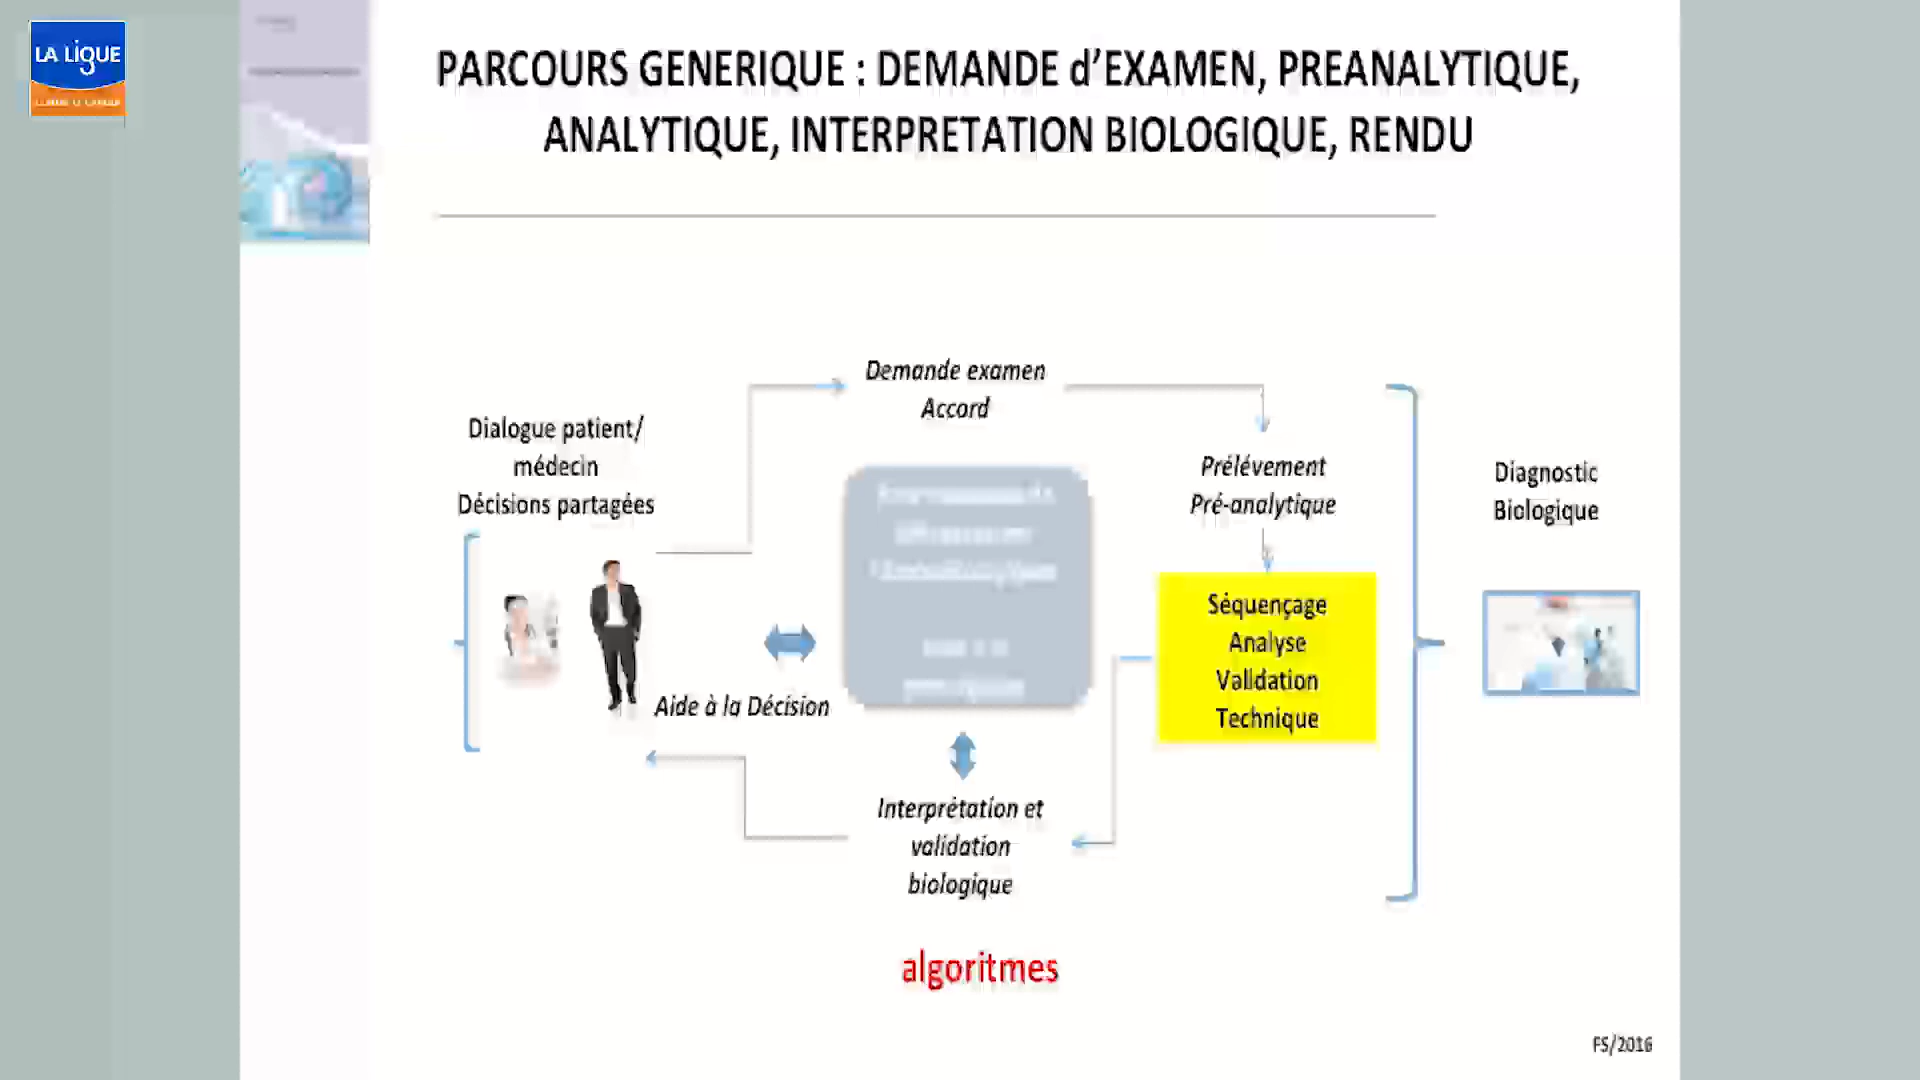 LA LIGUE
PARCOURS GENERIQUE : DEMANDE d'EXAMEN, PREANALYTIQUE,
ANALYTIQUE, INTERPRETATION BIOLOGIQUE, RENDU
Demande examen
Accord
Dialogue patient/
médecin
Décisions partagées
Prélévement
Pré-analytique
Diagnostic
Biologique
Séquençage
Analyse
Validation
Technique
Aide à la Décision
Interprétation et
validation
biologique
algoritmes
FS/2016